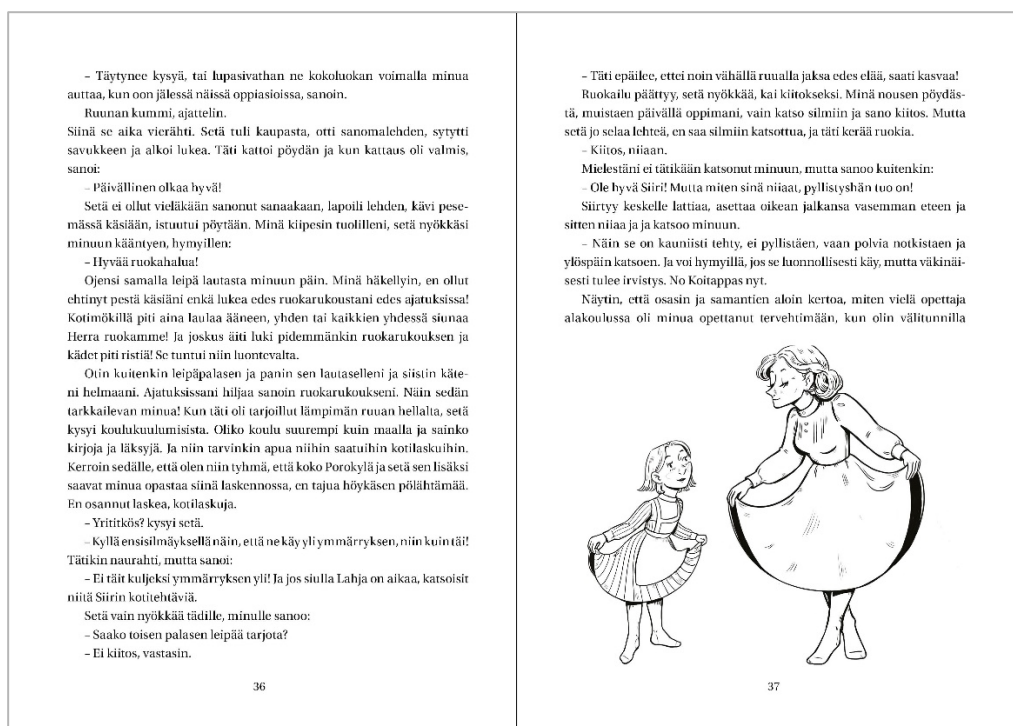 – Täytynee kysyä, tai lupasivathan ne kokoluokan voimalla minua
auttaa, kun oon jälessä näissä oppiasioissa, sanoin.
Ruunan kummi, ajattelin.
Siinä se aika vierähti. Setä tuli kaupasta, otti sanomalehden, sytytti
savukkeen ja alkoi lukea. Täti kattoi pöydän ja kun kattaus oli valmis,
sanoi:
– Päivällinen olkaa hyvä!
Setä ei ollut vieläkään sanonut sanaakaan, lapoili lehden, kävi pese-
mässä käsiään, istuutui pöytään. Minä kiipesin tuolilleni, setä nyökkäsi
minuun kääntyen, hymyillen:
– Hyvää ruokahalua!
Ojensi samalla leipä lautasta minuun päin. Minä häkellyin, en ollut
ehtinyt pestä käsiäni enkä lukea edes ruokarukoustani edes ajatuksissa!
Kotimökillä piti aina laulaa ääneen, yhden tai kaikkien yhdessä siunaa
Herra ruokamme! Ja joskus äiti luki pidemmänkin ruokarukouksen ja
kädet piti ristiä! Se tuntui niin luontevalta.
Otin kuitenkin leipäpalasen ja panin sen lautaselleni ja siistin käte-
ni helmaani. Ajatuksissani hiljaa sanoin ruokarukoukseni. Näin sedän
tarkkailevan minua! Kun täti oli tarjoillut lämpimän ruuan hellalta, setä
kysyi koulukuulumisista. Oliko koulu suurempi kuin maalla ja sainko
kirjoja ja läksyjä. Ja niin tarvinkin apua niihin saatuihin kotilaskuihin.
Kerroin sedälle, että olen niin tyhmä, että koko Porokylä ja setä sen lisäksi
saavat minua opastaa siinä laskennossa, en tajua höykäsen pölähtämää.
En osannut laskea, kotilaskuja.
– Yrititkös? kysyi setä.
– Kyllä ensisilmäyksellä näin, että ne käy yli ymmärryksen, niin kuin täi!
Tätikin naurahti, mutta sanoi:
– Ei täit kuljeksi ymmärryksen yli! Ja jos siulla Lahja on aikaa, katsoisit
niitä Siirin kotitehtäviä.
Setä vain nyökkää tädille, minulle sanoo:
– Saako toisen palasen leipää tarjota?
– Ei kiitos, vastasin.
36
– Täti epäilee, ettei noin vähällä ruualla jaksa edes elää, saati kasvaa!
Ruokailu päättyy, setä nyökkää, kai kiitokseksi. Minä nousen pöydäs-
tä, muistaen päivällä oppimani, vain katso silmiin ja sano kiitos. Mutta
setä jo selaa lehteä, en saa silmiin katsottua, ja täti kerää ruokia.
– Kiitos, niiaan.
Mielestäni ei tätikään katsonut minuun, mutta sanoo kuitenkin:
– Ole hyvä Siiri! Mutta miten sinä niiaat, pyllistyshän tuo on!
Siirtyy keskelle lattiaa, asettaa oikean jalkansa vasemman eteen ja
sitten niiaa ja ja katsoo minuun.
– Näin se on kauniisti tehty, ei pyllistäen, vaan polvia notkistaen ja
ylöspäin katsoen. Ja voi hymyillä, jos se luonnollisesti käy, mutta väkinäi-
sesti tulee irvistys. No Koitappas nyt.
Näytin, että osasin ja samantien aloin kertoa, miten vielä opettaja
alakoulussa oli minua opettanut tervehtimään, kun olin välitunnilla
37